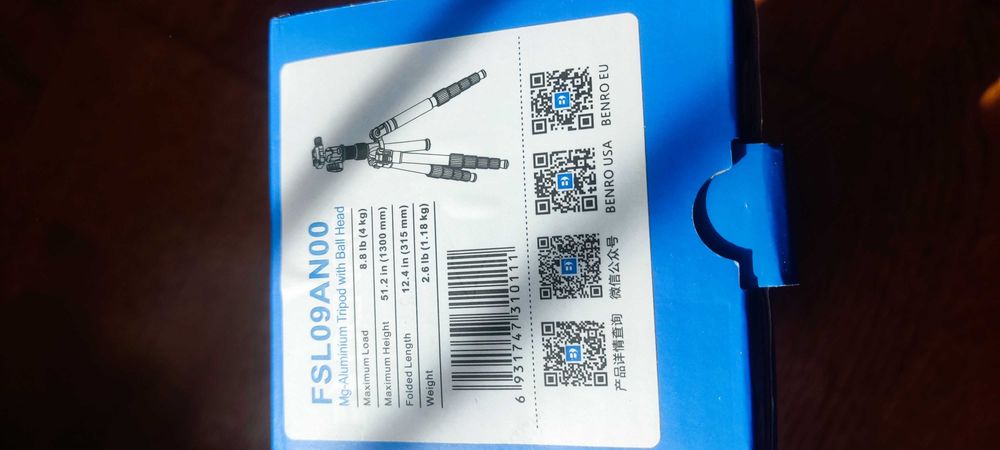 FSL09AN00
Mg-Aluminium Tripod with Ball Head
Maximum Load 8.8 lb (4 kg)
Maximum Height 51.2 in (1300 mm)
Folded Length 12.4 in (315 mm)
Weight 2.6 lb (1.18 kg)
6 931747 310111
产品详情查询 微信公众号 BENRO USA BENRO EU